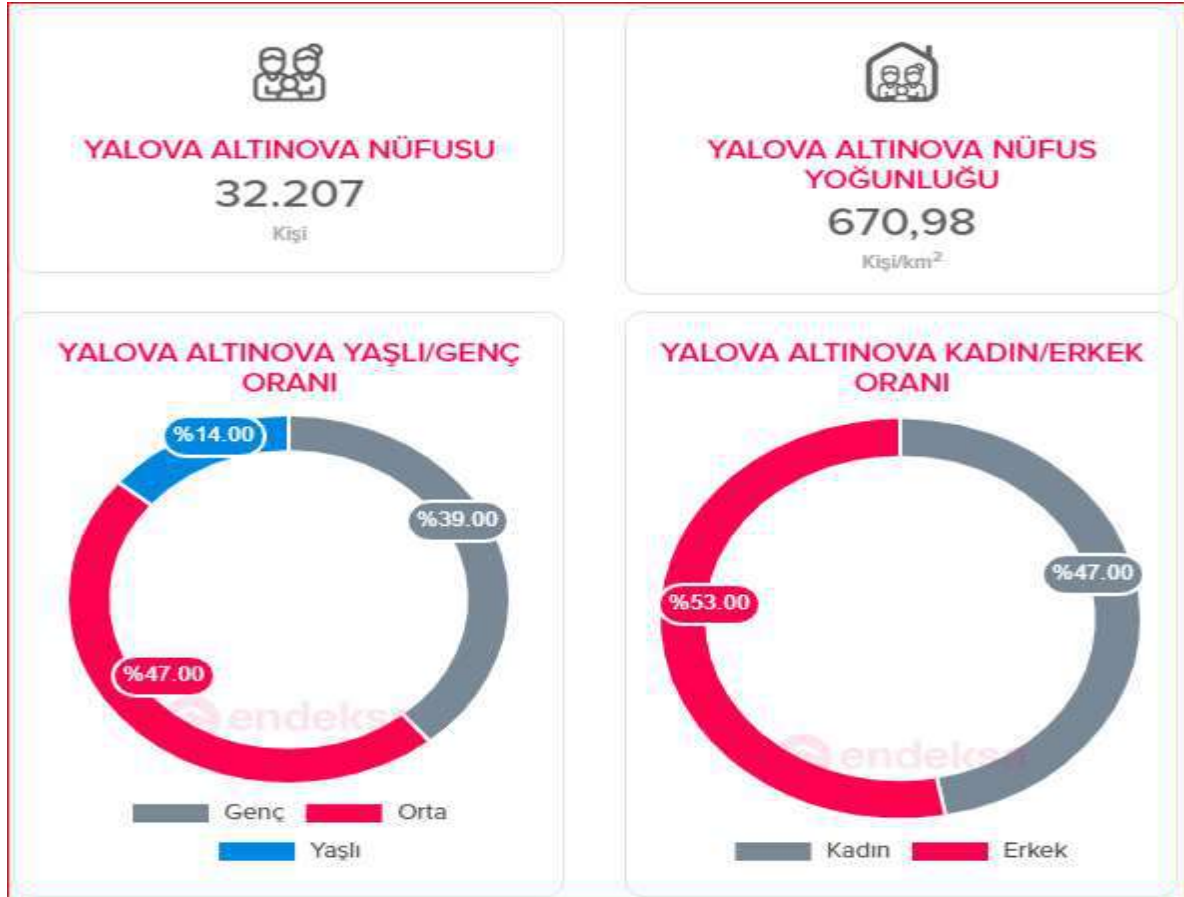 YALOVA ALTINOVA NÜFUSU
32.207
Kişi
YALOVA ALTINOVA NÜFUS
YOĞUNLUĞU
670,98
Kişi/km²
YALOVA ALTINOVA YAŞLI/GENÇ
ORANI
%14.00
%39.00
%47.00
endeksa
Genç Orta
Yaşlı
YALOVA ALTINOVA KADIN/ERKEK
ORANI
%47.00
%53.00
endeksa
Kadın Erkek